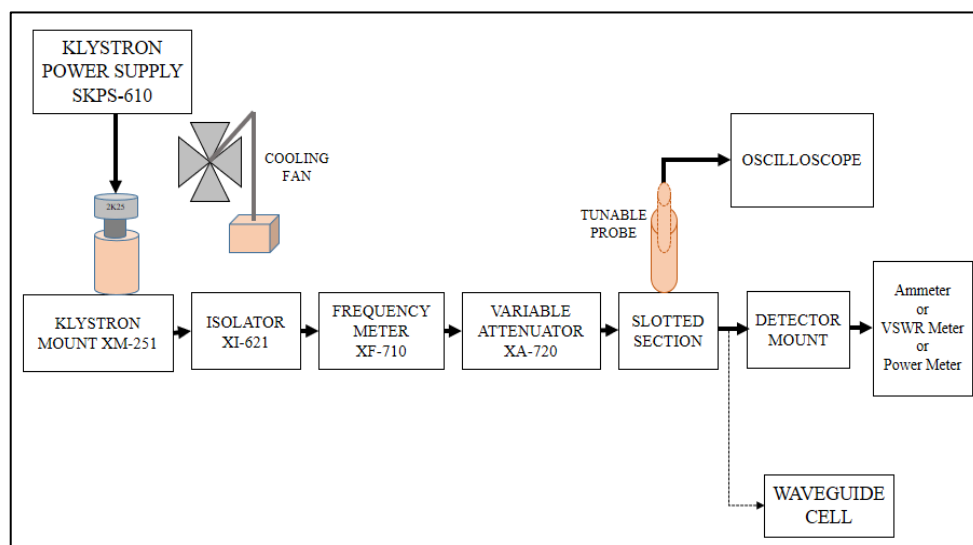 KLYSTRON
POWER SUPPLY
SKPS-610
COOLING
FAN
OSCILLOSCOPE
2K25
TUNABLE
PROBE
KLYSTRON
MOUNT XM-251
ISOLATOR
XI-621
FREQUENCY
METER
XF-710
VARIABLE
ATTENUATOR
XA-720
SLOTTED
SECTION
DETECTOR
MOUNT
Ammeter
or
VSWR Meter
or
Power Meter
WAVEGUIDE
CELL